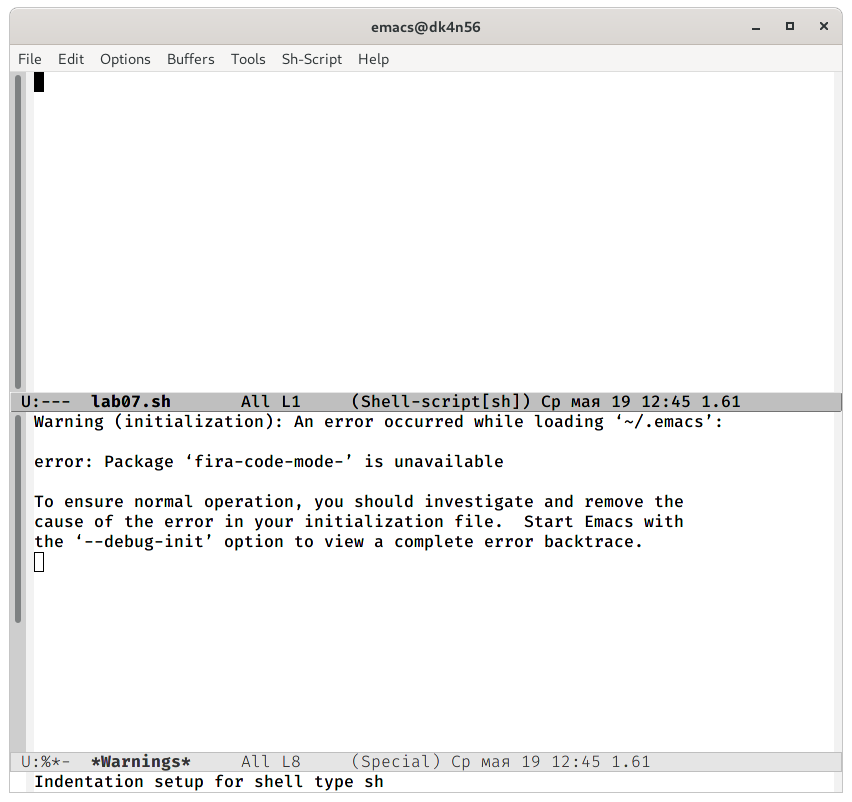 emacs@dk4n56
File Edit Options Buffers Tools Sh-Script Help
U:--- lab07.sh All L1 (Shell-script[sh]) Ср мая 19 12:45 1.61
Warning (initialization): An error occurred while loading ‘~/.emacs’:
error: Package ‘fira-code-mode-’ is unavailable
To ensure normal operation, you should investigate and remove the
cause of the error in your initialization file.  Start Emacs with
the ‘--debug-init’ option to view a complete error backtrace.
U:%*- *Warnings* All L8 (Special) Ср мая 19 12:45 1.61
Indentation setup for shell type sh